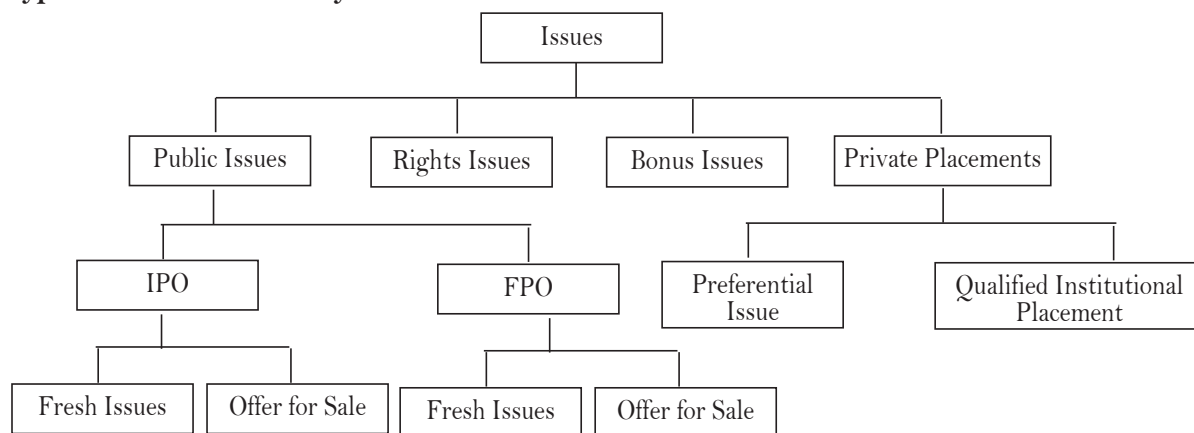 Issues
Public Issues
Rights Issues
Bonus Issues
Private Placements
IPO
FPO
Preferential
Issue
Qualified Institutional
Placement
Fresh Issues
Offer for Sale
Fresh Issues
Offer for Sale